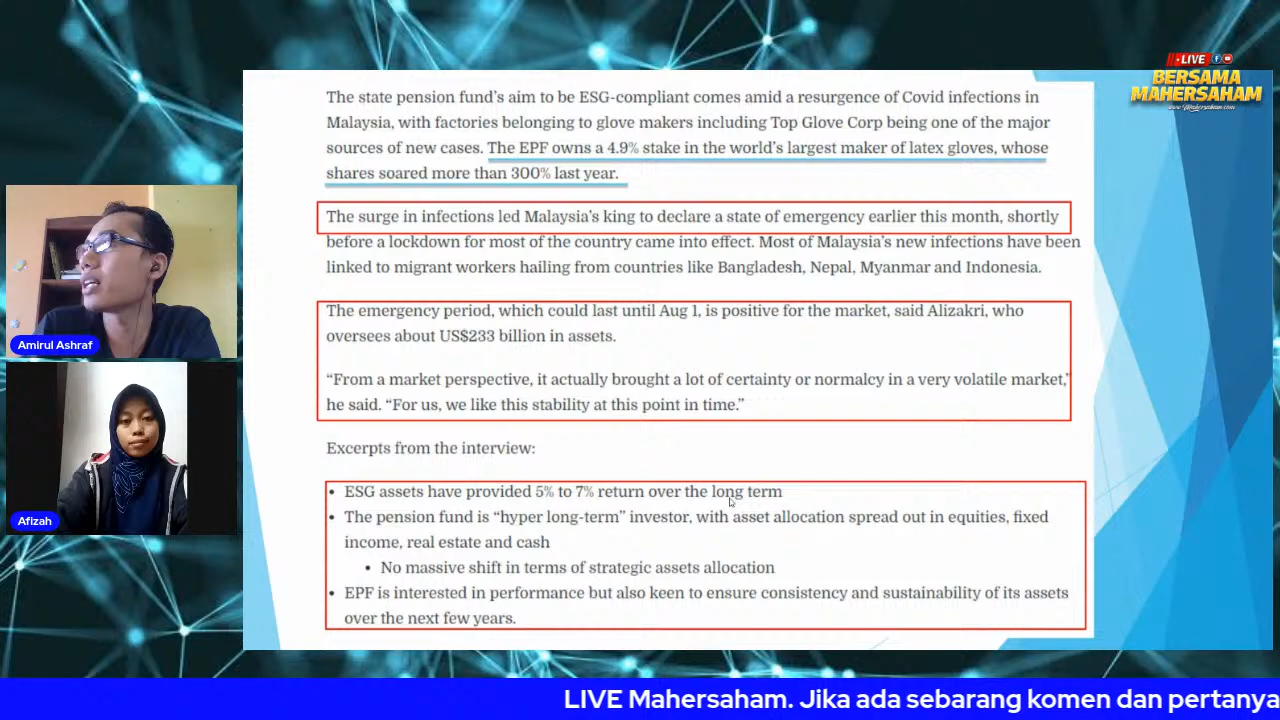 LIVE
BERSAMA
MAHERSAHAM
The state pension fund's aim to be ESG-compliant comes amid a resurgence of Covid infections in
Malaysia, with factories belonging to glove makers including Top Glove Corp being one of the major
sources of new cases. The EPF owns a 4.9% stake in the world's largest maker of latex gloves, whose
shares soared more than 300% last year.
The surge in infections led Malaysia's king to declare a state of emergency earlier this month, shortly
before a lockdown for most of the country came into effect. Most of Malaysia's new infections have been
linked to migrant workers hailing from countries like Bangladesh, Nepal, Myanmar and Indonesia.
The emergency period, which could last until Aug 1, is positive for the market, said Alizakri, who
oversees about US$233 billion in assets.
“From a market perspective, it actually brought a lot of certainty or normalcy in a very volatile market,”
he said. “For us, we like this stability at this point in time.”
Excerpts from the interview:
• ESG assets have provided 5% to 7% return over the long term
• The pension fund is “hyper long-term” investor, with asset allocation spread out in equities, fixed
income, real estate and cash
• No massive shift in terms of strategic assets allocation
• EPF is interested in performance but also keen to ensure consistency and sustainability of its assets
over the next few years.
Amirul Ashraf
Afizah
LIVE Mahersaham. Jika ada sebarang komen dan pertanya